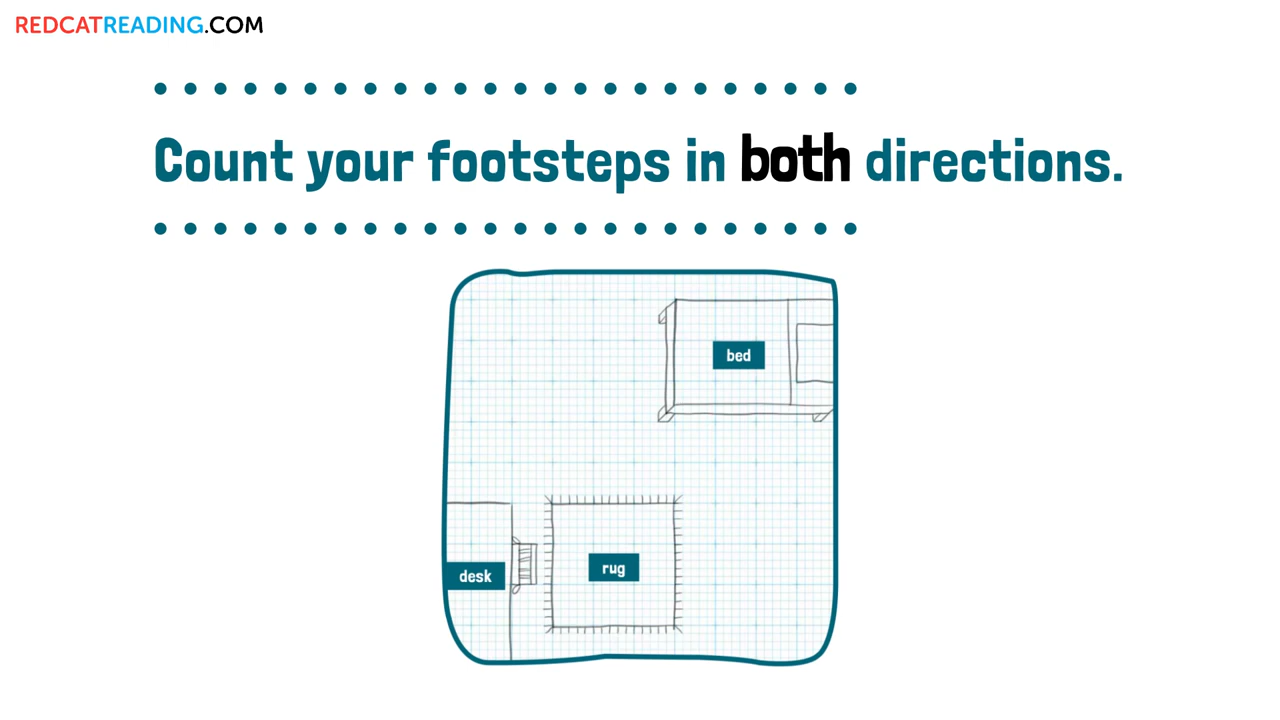 REDCATREADING.COM
Count your footsteps in both directions.
bed
rug
desk